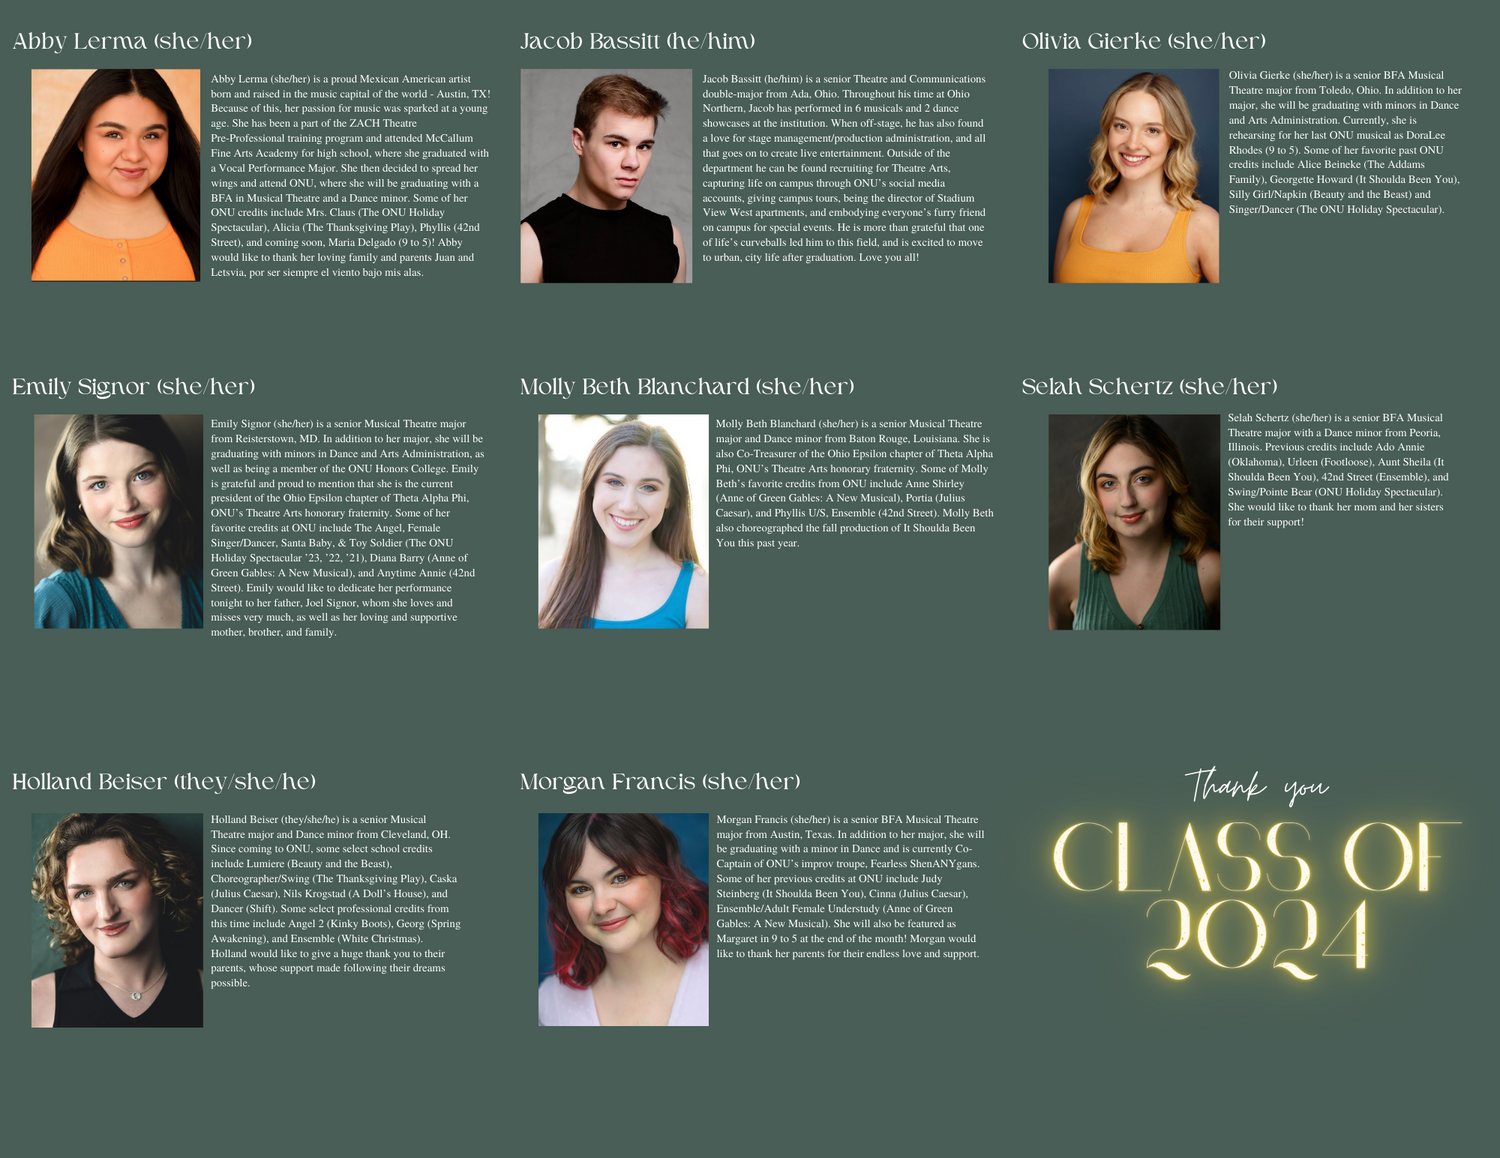 Abby Lerma (she/her)
Abby Lerma (she/her) is a proud Mexican American artist
born and raised in the music capital of the world - Austin, TX!
Because of this, her passion for music was sparked at a young
age. She has been a part of the ZACH Theatre
Pre-Professional training program and attended McCallum
Fine Arts Academy for high school, where she graduated with
a Vocal Performance Major. She then decided to spread her
wings and attend ONU, where she will be graduating with a
BFA in Musical Theatre and a Dance minor. Some of her
ONU credits include Mrs. Claus (The ONU Holiday
Spectacular), Alicia (The Thanksgiving Play), Phyllis (42nd
Street), and coming soon, Maria Delgado (9 to 5)! Abby
would like to thank her loving family and parents Juan and
Letsvia, por ser siempre el viento bajo mis alas.
Jacob Bassitt (he/him)
Jacob Bassitt (he/him) is a senior Theatre and Communications
double-major from Ada, Ohio. Throughout his time at Ohio
Northern, Jacob has performed in 6 musicals and 2 dance
showcases at the institution. When off-stage, he has also found
a love for stage management/production administration, and all
that goes on to create live entertainment. Outside of the
department he can be found recruiting for Theatre Arts,
capturing life on campus through ONU's social media
accounts, giving campus tours, being the director of Stadium
View West apartments, and embodying everyone's furry friend
on campus for special events. He is more than grateful that one
of life's curveballs led him to this field, and is excited to move
to urban, city life after graduation. Love you all!
Olivia Gierke (she/her)
Olivia Gierke (she/her) is a senior BFA Musical
Theatre major from Toledo, Ohio. In addition to her
major, she will be graduating with minors in Dance
and Arts Administration. Currently, she is
rehearsing for her last ONU musical as DoraLee
Rhodes (9 to 5). Some of her favorite past ONU
credits include Alice Beineke (The Addams
Family), Georgette Howard (It Shoulda Been You),
Silly Girl/Napkin (Beauty and the Beast) and
Singer/Dancer (The ONU Holiday Spectacular).
Emily Signor (she/her)
Emily Signor (she/her) is a senior Musical Theatre major
from Reisterstown, MD. In addition to her major, she will be
graduating with minors in Dance and Arts Administration, as
well as being a member of the ONU Honors College. Emily
is grateful and proud to mention that she is the current
president of the Ohio Epsilon chapter of Theta Alpha Phi,
ONU's Theatre Arts honorary fraternity. Some of her
favorite credits at ONU include The Angel, Female
Singer/Dancer, Santa Baby, & Toy Soldier (The ONU
Holiday Spectacular '23, '22, '21), Diana Barry (Anne of
Green Gables: A New Musical), and Anytime Annie (42nd
Street). Emily would like to dedicate her performance
tonight to her father, Joel Signor, whom she loves and
misses very much, as well as her loving and supportive
mother, brother, and family.
Molly Beth Blanchard (she/her)
Molly Beth Blanchard (she/her) is a senior Musical Theatre
major and Dance minor from Baton Rouge, Louisiana. She is
also Co-Treasurer of the Ohio Epsilon chapter of Theta Alpha
Phi, ONU's Theatre Arts honorary fraternity. Some of Molly
Beth's favorite credits from ONU include Anne Shirley
(Anne of Green Gables: A New Musical), Portia (Julius
Caesar), and Phyllis U/S, Ensemble (42nd Street). Molly Beth
also choreographed the fall production of It Shoulda Been
You this past year.
Selah Schertz (she/her)
Selah Schertz (she/her) is a senior BFA Musical
Theatre major with a Dance minor from Peoria,
Illinois. Previous credits include Ado Annie
(Oklahoma), Urleen (Footloose), Aunt Sheila (It
Shoulda Been You), 42nd Street (Ensemble), and
Swing/Pointe Bear (ONU Holiday Spectacular).
She would like to thank her mom and her sisters
for their support!
Holland Beiser (they/she/he)
Holland Beiser (they/she/he) is a senior Musical
Theatre major and Dance minor from Cleveland, OH.
Since coming to ONU, some select school credits
include Lumiere (Beauty and the Beast),
Choreographer/Swing (The Thanksgiving Play), Caska
(Julius Caesar), Nils Krogstad (A Doll's House), and
Dancer (Shift). Some select professional credits from
this time include Angel 2 (Kinky Boots), Georg (Spring
Awakening), and Ensemble (White Christmas).
Holland would like to give a huge thank you to their
parents, whose support made following their dreams
possible.
Morgan Francis (she/her)
Morgan Francis (she/her) is a senior BFA Musical Theatre
major from Austin, Texas. In addition to her major, she will
be graduating with a minor in Dance and is currently Co-
Captain of ONU's improv troupe, Fearless ShenANYgans.
Some of her previous credits at ONU include Judy
Steinberg (It Shoulda Been You), Cinna (Julius Caesar),
Ensemble/Adult Female Understudy (Anne of Green
Gables: A New Musical). She will also be featured as
Margaret in 9 to 5 at the end of the month! Morgan would
like to thank her parents for their endless love and support.
Thank you
CLASS OF
2024